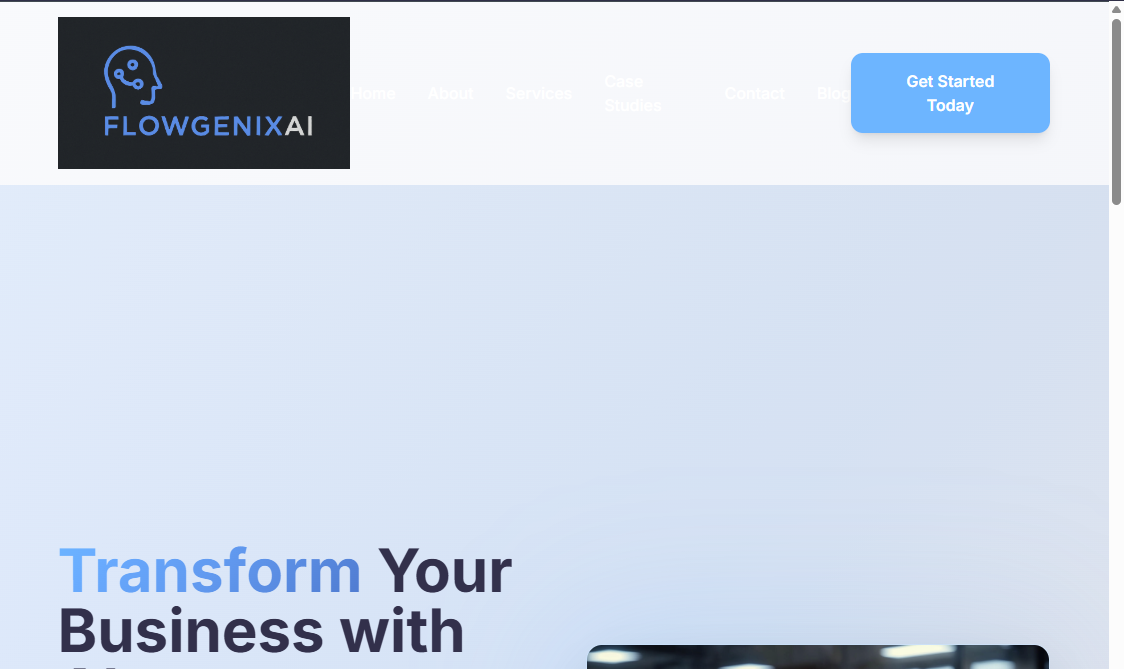 FLOWGENIXAI
Home
About
Services
Case
Studies
Contact
Blog
Get Started
Today
Transform Your
Business with